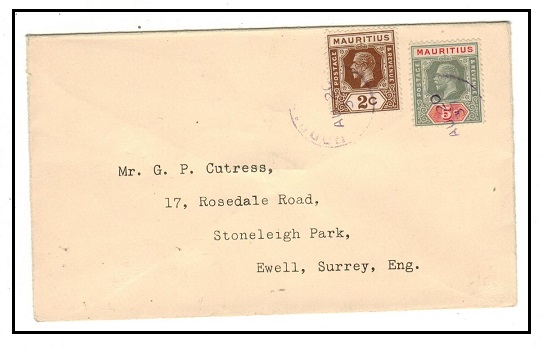 MAURITIUS
POSTAGE & REVENUE
2c
MAURITIUS
POSTAGE & REVENUE
5c
Mr. G. P. Cutress,
17, Rosedale Road,
Stoneleigh Park,
Ewell, Surrey, Eng.